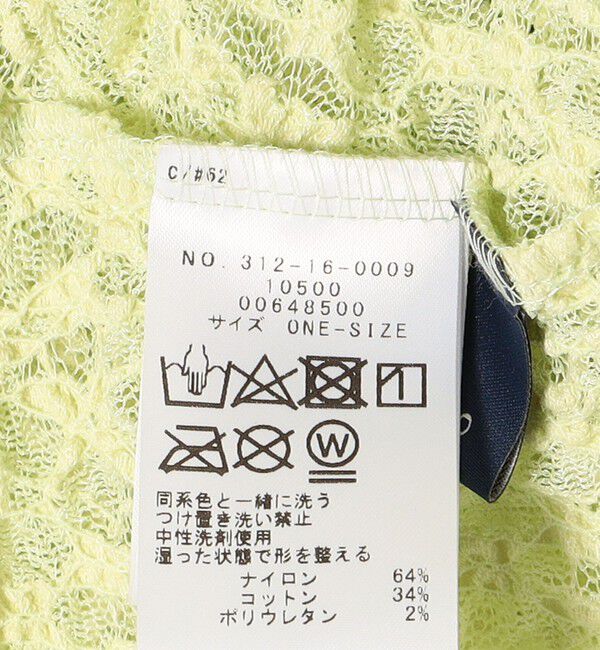 C/#62
NO. 312-16-0009
10500
00648500
サイズ ONE-SIZE
W
同系色と一緒に洗う
つけ置き洗い禁止
中性洗剤使用
湿った状態で形を整える
ナイロン 64%
コットン 34%
ポリウレタン 2%